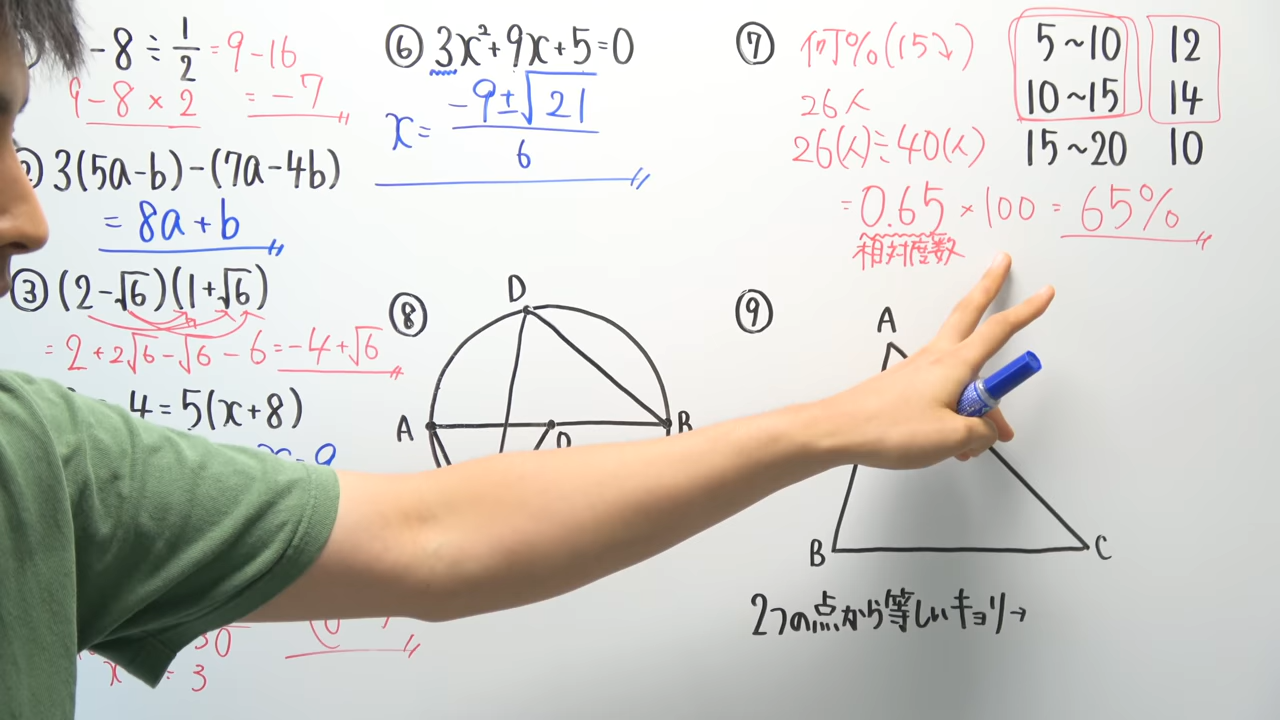 -8÷1/2=9-16
9-8×2 =-7
3(5a-b)-(7a-4b)
=8a+b
③(2-√6)(1+√6)
=2+2√6-√6-6=-4+√6
4=5(x+8)
30
x = 3
⑥3x²+9x+5=0
x=(-9±√21)/6
⑦ 何%(15↘)
26人
26(人)÷40(人)
=0.65×100=65%
相対度数
5~10 12
10~15 14
15~20 10
⑧
D
A
B
⑨
A
B
C
2つの点から等しいキョリ→